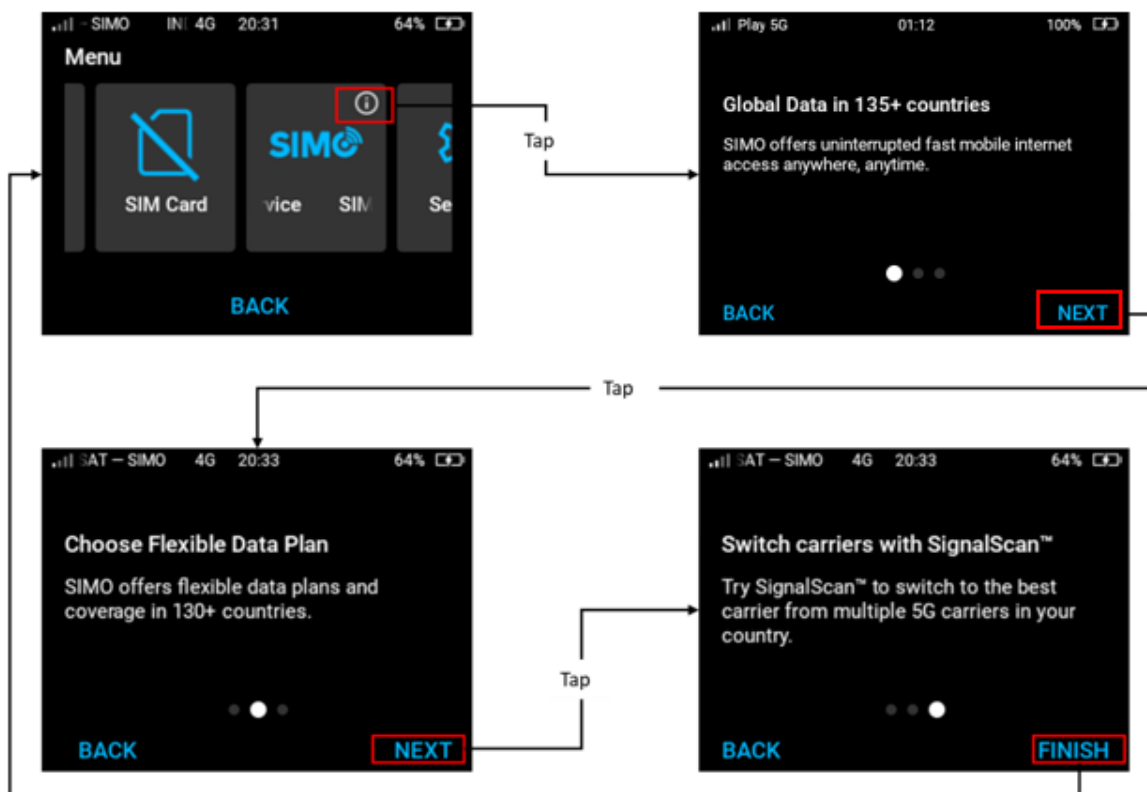 SIMO 4G 20:31 64%
Menu
SIMO
SIM Card vice SIM Se
BACK
Tap
Play 5G 01:12 100%
Global Data in 135+ countries
SIMO offers uninterrupted fast mobile internet
access anywhere, anytime.
BACK NEXT
Tap
SAT – SIMO 4G 20:33 64%
Choose Flexible Data Plan
SIMO offers flexible data plans and
coverage in 130+ countries.
BACK NEXT
Tap
SAT – SIMO 4G 20:33 64%
Switch carriers with SignalScan™
Try SignalScan™ to switch to the best
carrier from multiple 5G carriers in your
country.
BACK FINISH